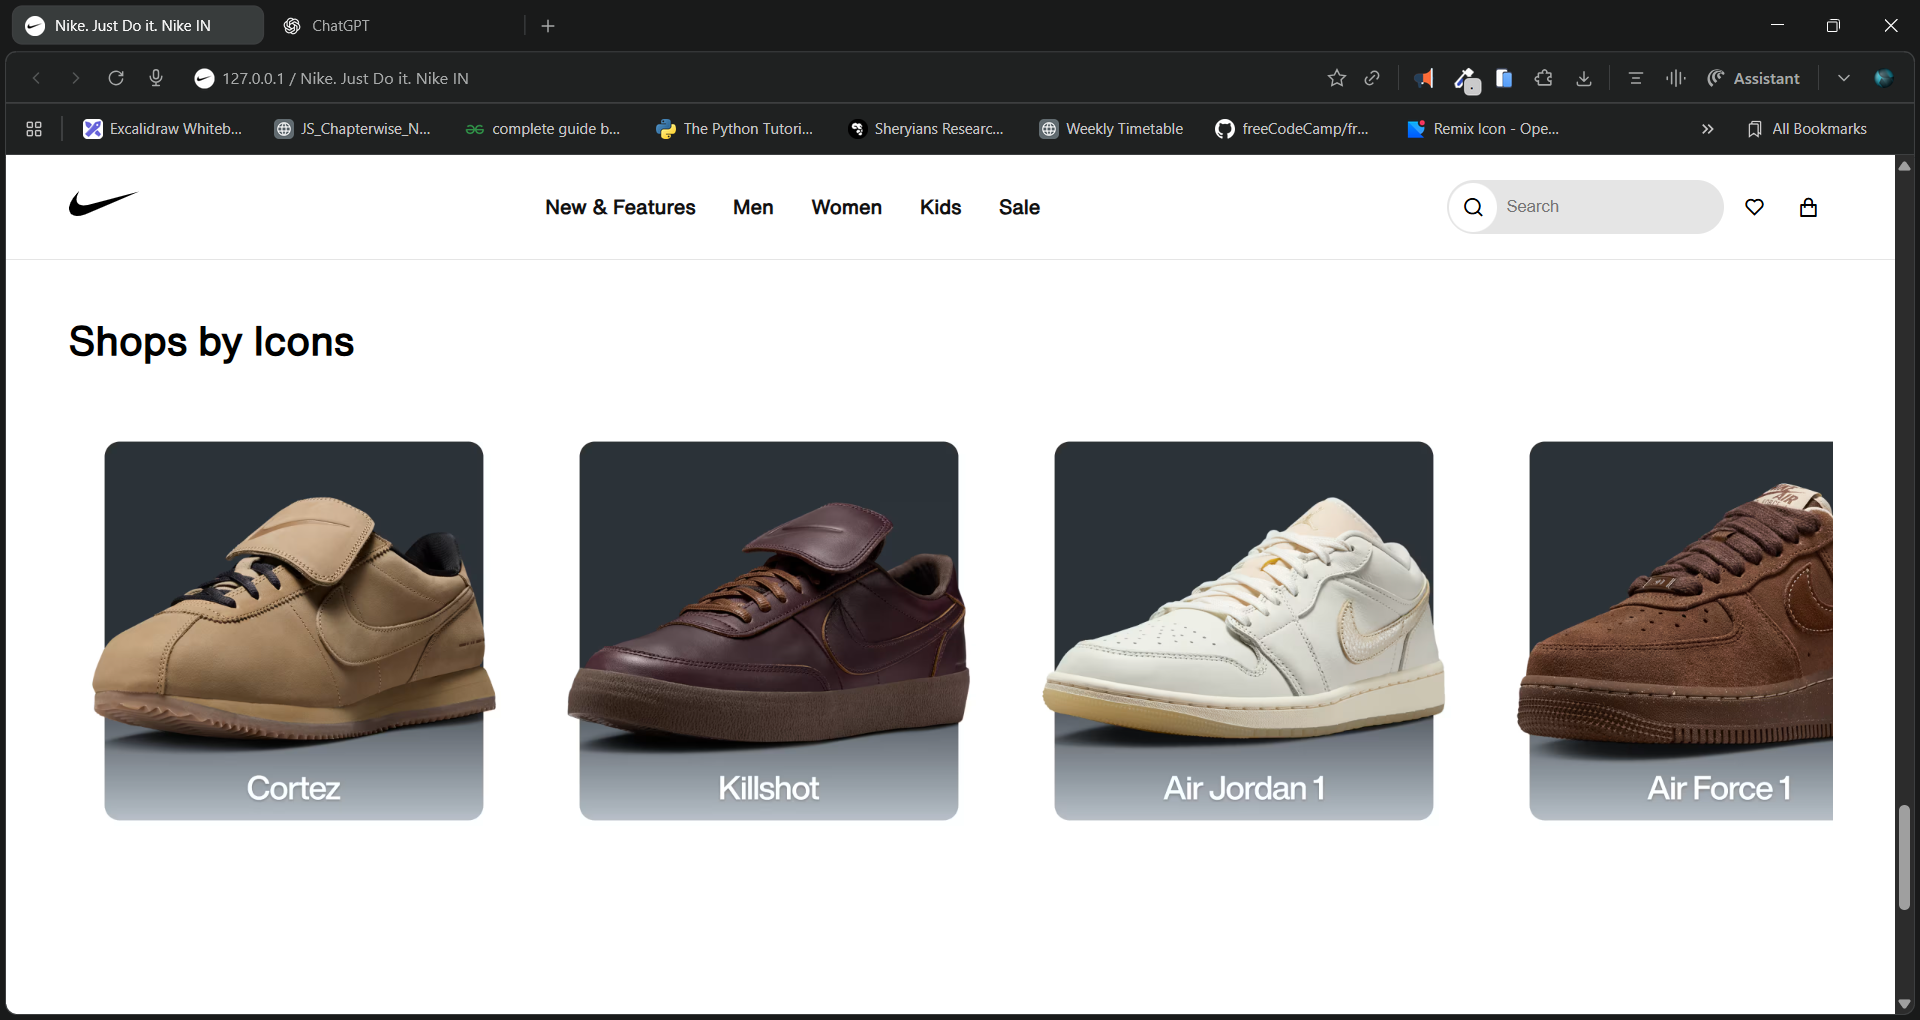 Nike. Just Do it. Nike IN
ChatGPT
127.0.0.1 / Nike. Just Do it. Nike IN
Assistant
Excalidraw Whiteb...
JS_Chapterwise_N...
complete guide b...
The Python Tutori...
Sheryians Researc...
Weekly Timetable
freeCodeCamp/fr...
Remix Icon - Ope...
All Bookmarks
New & Features
Men
Women
Kids
Sale
Search
Shops by Icons
Cortez
Killshot
Air Jordan 1
AIR
Air Force 1